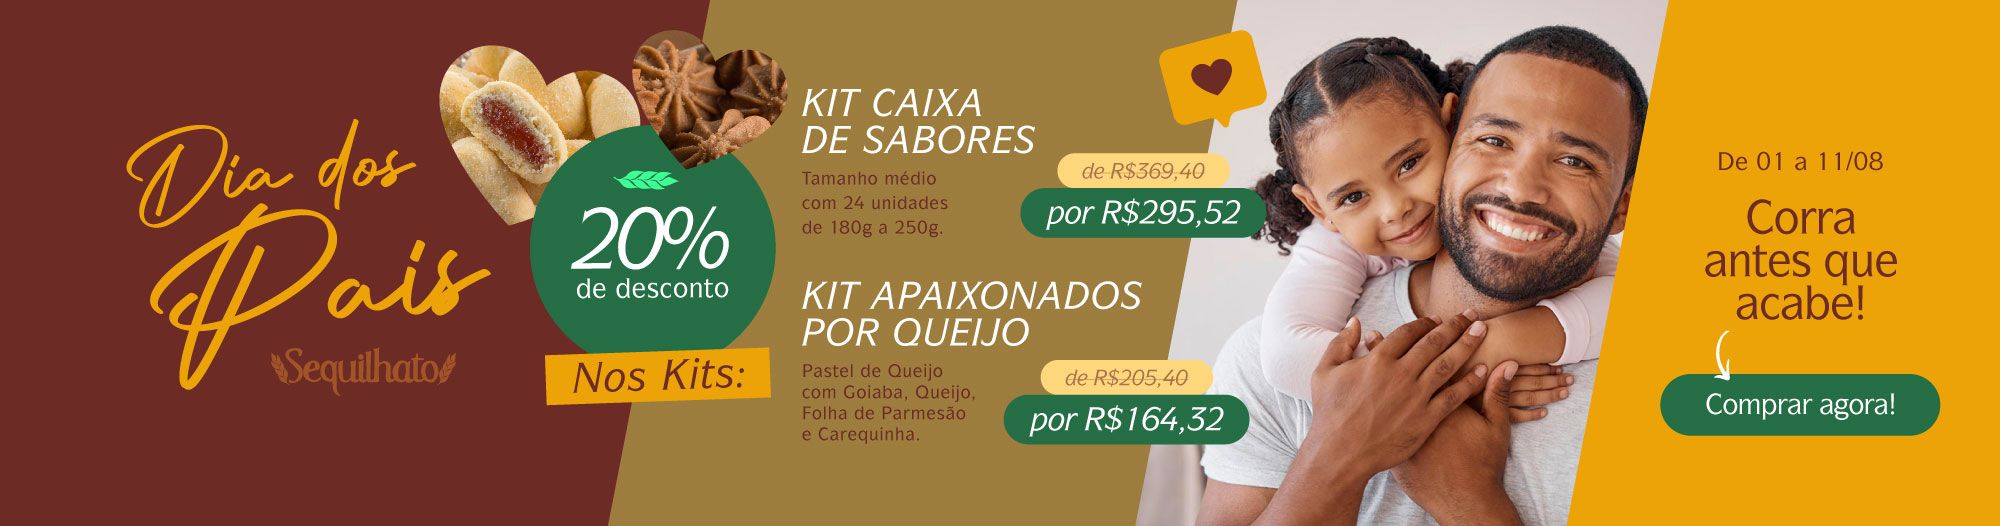 Dia dos
Pais
Sequilhato
20%
de desconto
Nos Kits:
KIT CAIXA
DE SABORES
Tamanho médio
com 24 unidades
de 180g a 250g.
de R$369,40
por R$295,52
KIT APAIXONADOS
POR QUEIJO
Pastel de Queijo
com Goiaba, Queijo,
Folha de Parmesão
e Carequinha.
de R$205,40
por R$164,32
De 01 a 11/08
Corra
antes que
acabe!
Comprar agora!